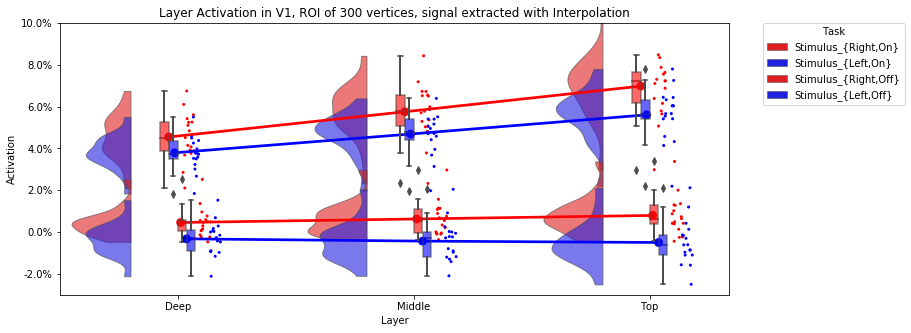 Layer Activation in V1, ROI of 300 vertices, signal extracted with Interpolation
10.0%
8.0%
6.0%
4.0%
2.0%
0.0%
-2.0%
Activation
Deep
Middle
Top
Layer
Task
Stimulus_{Right,On}
Stimulus_{Left,On}
Stimulus_{Right,Off}
Stimulus_{Left,Off}